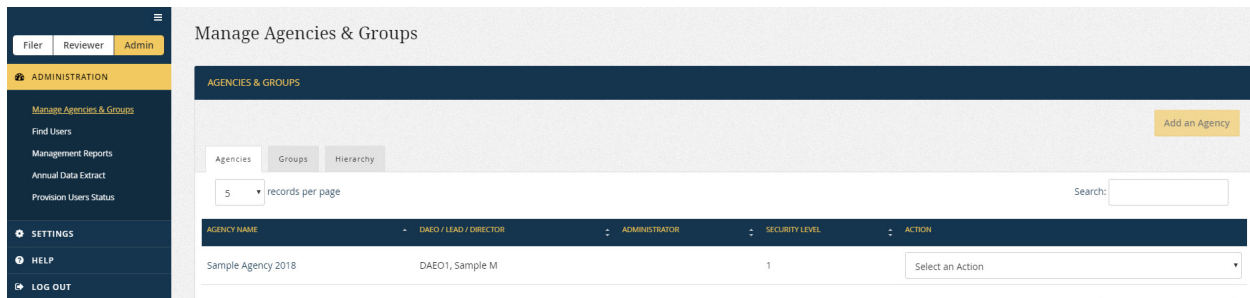 Filer Reviewer Admin
ADMINISTRATION
Manage Agencies & Groups
Find Users
Management Reports
Annual Data Extract
Provision Users Status
SETTINGS
HELP
LOG OUT
Manage Agencies & Groups
AGENCIES & GROUPS
Add an Agency
Agencies Groups Hierarchy
5 records per page Search:
AGENCY NAME DAEO / LEAD / DIRECTOR ADMINISTRATOR SECURITY LEVEL ACTION
Sample Agency 2018 DAEO1, Sample M 1 Select an Action